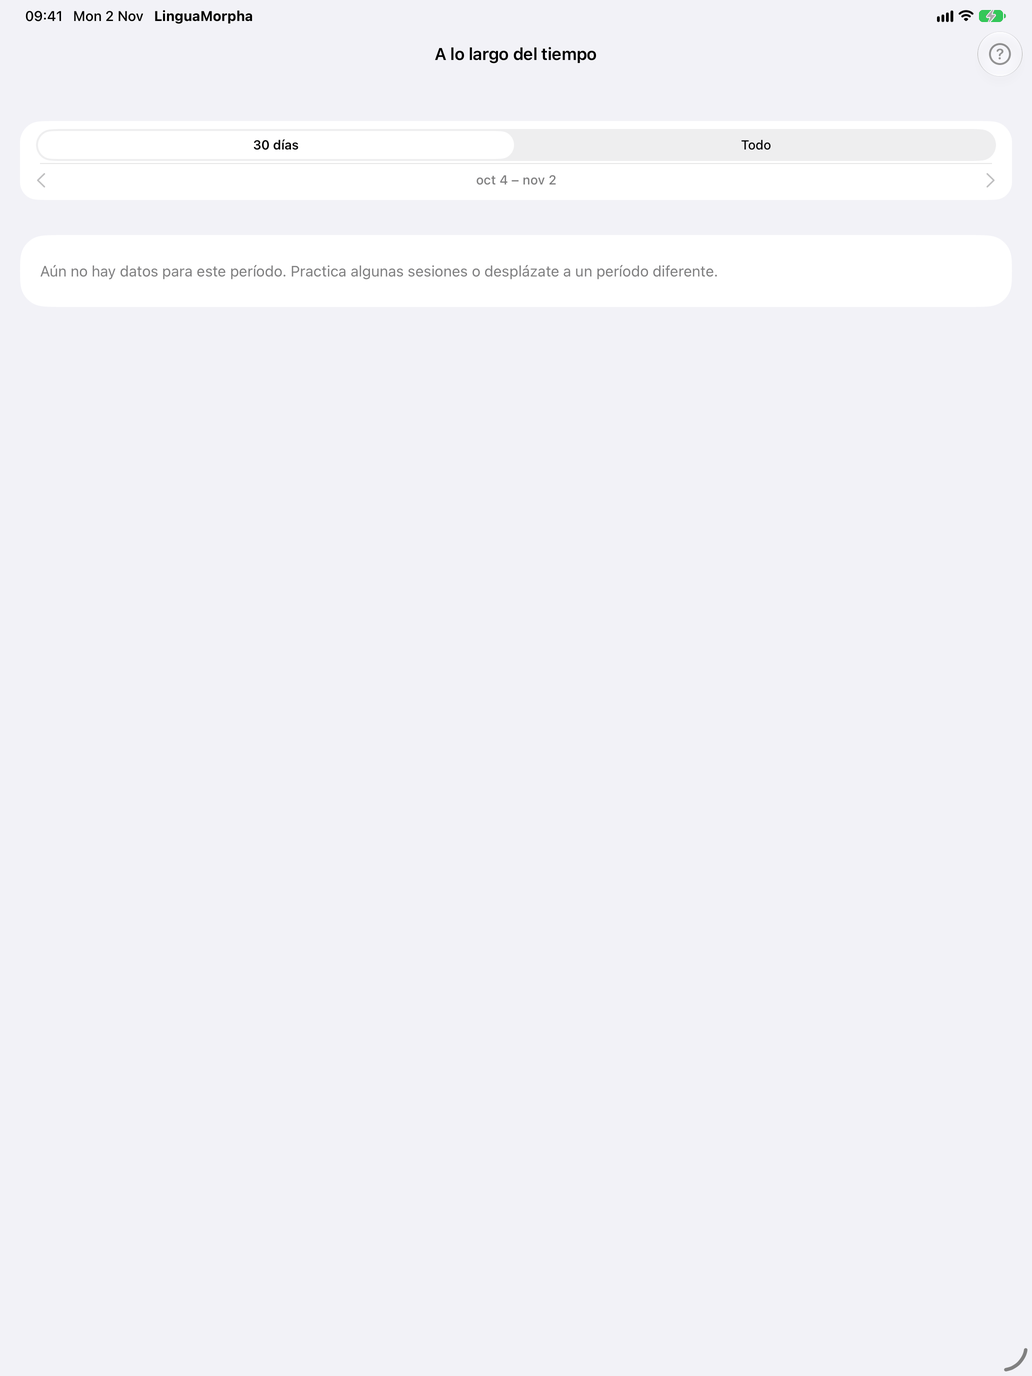 09:41 Mon 2 Nov LinguaMorpha
A lo largo del tiempo
30 días
Todo
oct 4 – nov 2
Aún no hay datos para este período. Practica algunas sesiones o desplázate a un período diferente.